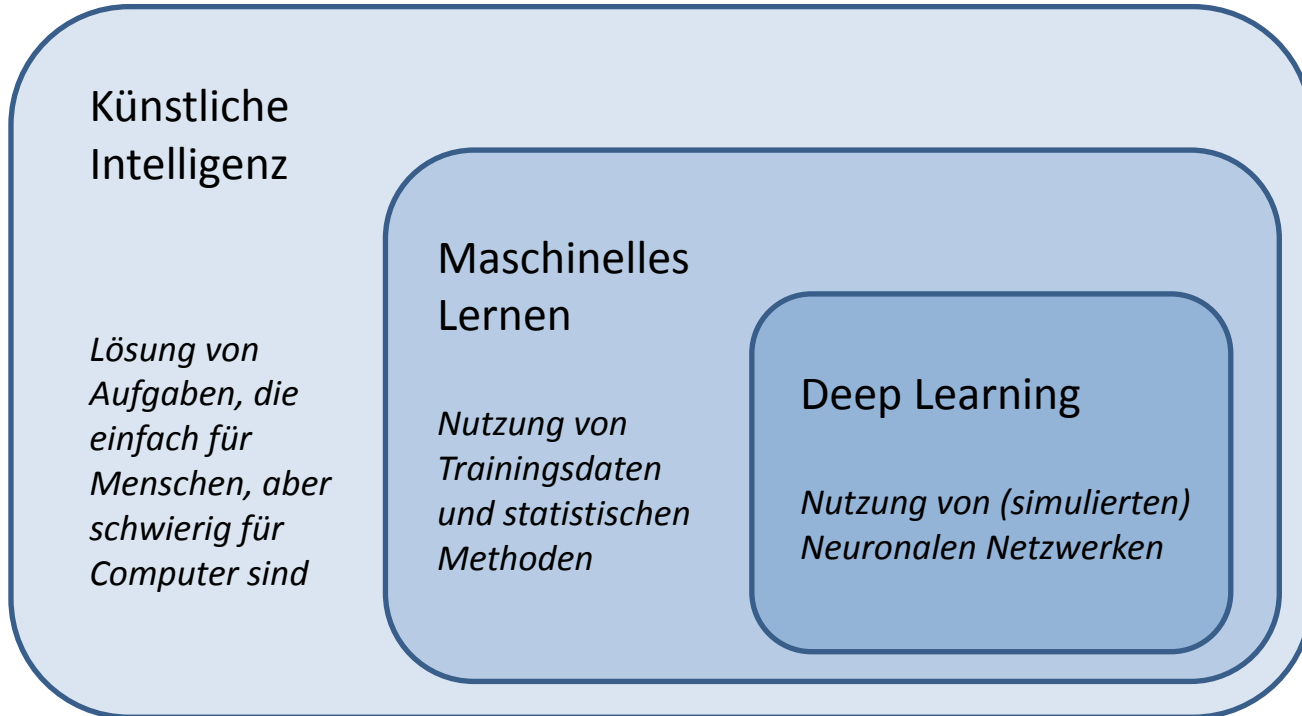 Künstliche
Intelligenz
Lösung von
Aufgaben, die
einfach für
Menschen, aber
schwierig für
Computer sind
Maschinelles
Lernen
Nutzung von
Trainingsdaten
und statistischen
Methoden
Deep Learning
Nutzung von (simulierten)
Neuronalen Netzwerken